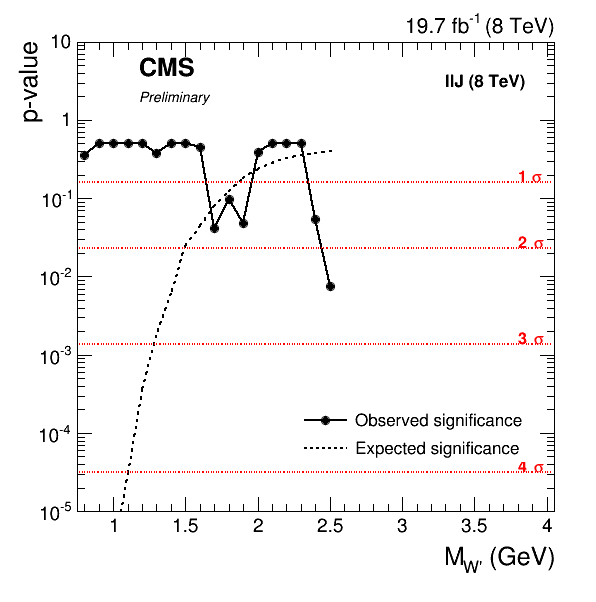 19.7 fb⁻¹ (8 TeV)
CMS
Preliminary
llJ (8 TeV)
p-value
10
1
10⁻¹
10⁻²
10⁻³
10⁻⁴
10⁻⁵
1 σ
2 σ
3 σ
4 σ
Observed significance
Expected significance
1 1.5 2 2.5 3 3.5 4
M_W' (GeV)